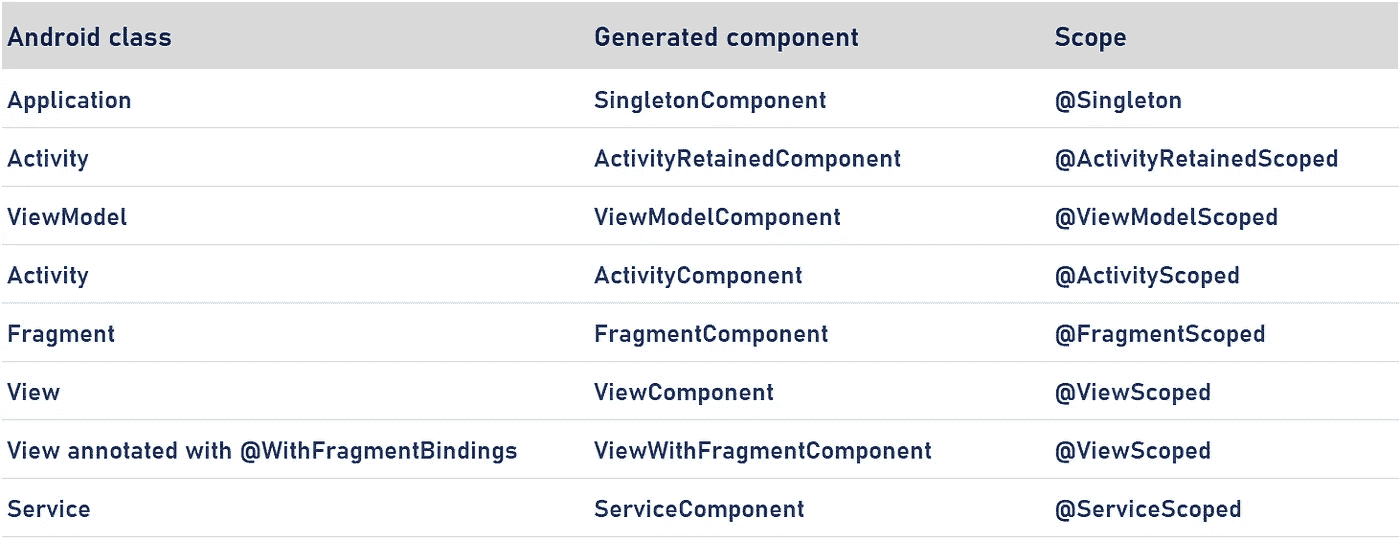 Android class Generated component Scope
Application SingletonComponent @Singleton
Activity ActivityRetainedComponent @ActivityRetainedScoped
ViewModel ViewModelComponent @ViewModelScoped
Activity ActivityComponent @ActivityScoped
Fragment FragmentComponent @FragmentScoped
View ViewComponent @ViewScoped
View annotated with @WithFragmentBindings ViewWithFragmentComponent @ViewScoped
Service ServiceComponent @ServiceScoped